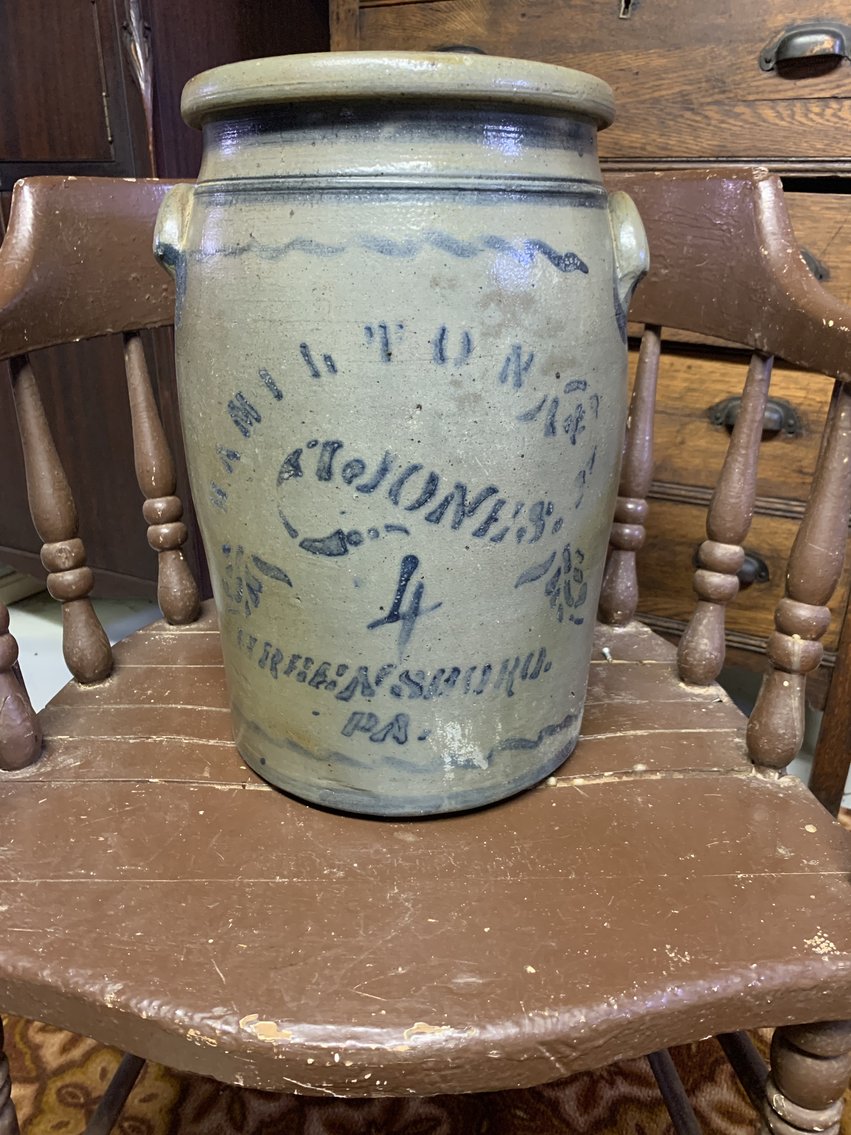 HAMILTON &
JONES.
4
GREENSBORO.
PA.